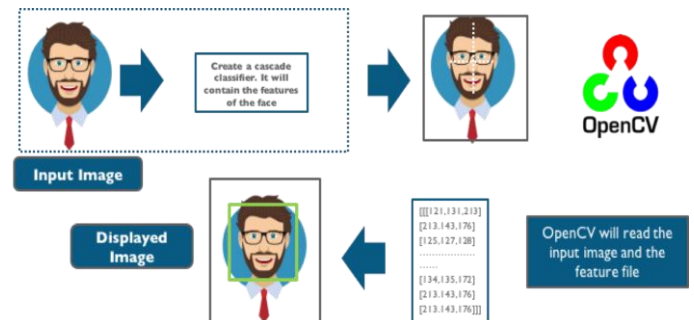 Create a cascade
classifier. It will
contain the features
of the face
OpenCV
Input Image
Displayed
Image
[[[121,131,213]
[213.143,176]
[125,127,128]
...................
......
[134,135,172]
[213.143,176]
[213.143,176]]]
OpenCV will read the
input image and the
feature file